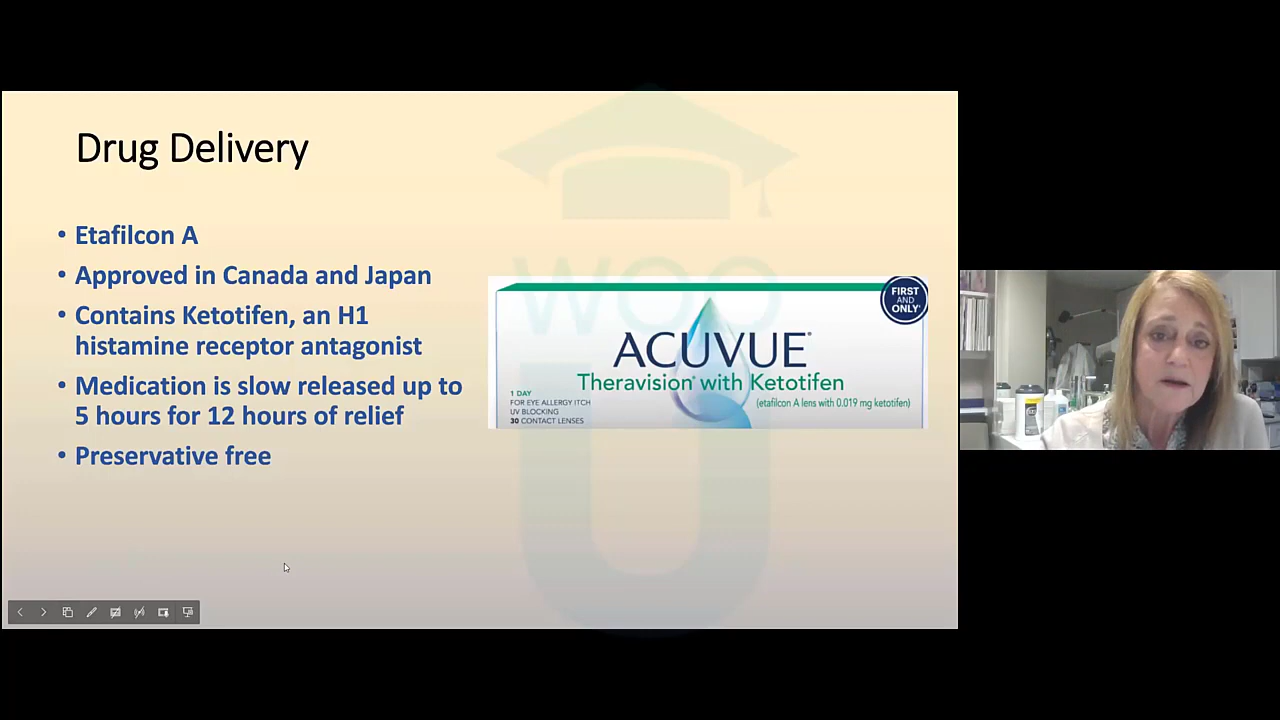 Drug Delivery
• Etafilcon A
• Approved in Canada and Japan
• Contains Ketotifen, an H1
histamine receptor antagonist
• Medication is slow released up to
5 hours for 12 hours of relief
• Preservative free
FIRST
AND
ONLY*
ACUVUE®
Theravision® with Ketotifen
(etafilcon A lens with 0.019 mg ketotifen)
1 DAY
FOR EYE ALLERGY ITCH
UV BLOCKING
30 CONTACT LENSES
WOO
U